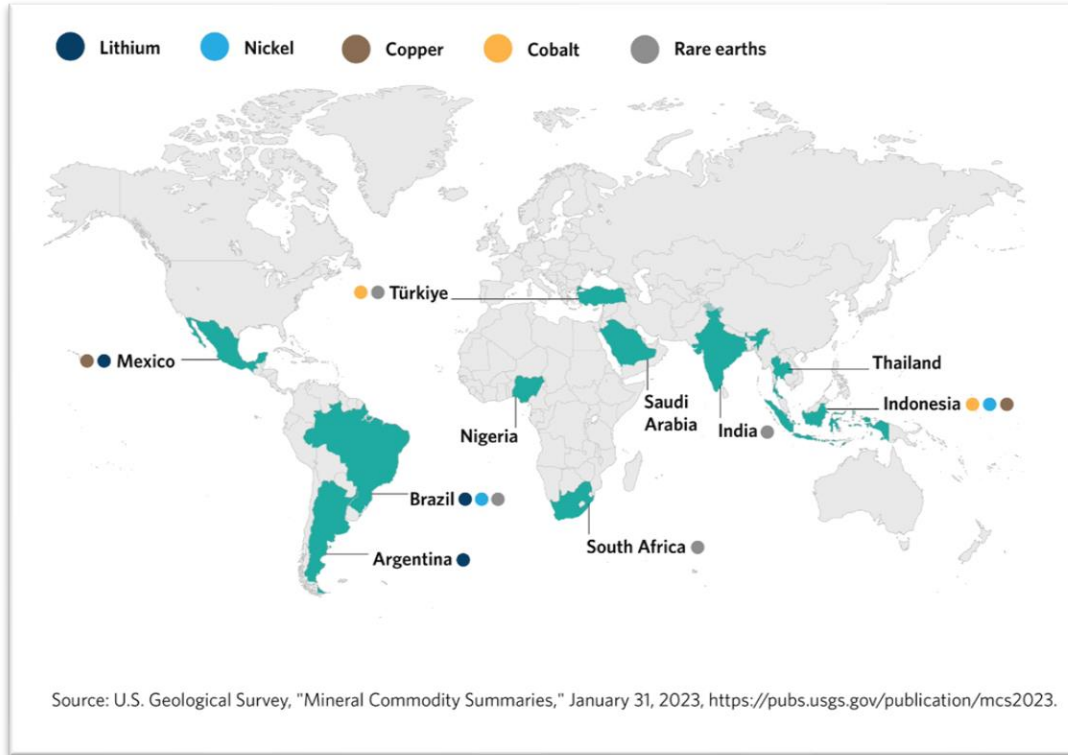 Lithium Nickel Copper Cobalt Rare earths
Türkiye
Mexico
Thailand
Indonesia
Saudi
Arabia
India
Nigeria
Brazil
South Africa
Argentina
Source: U.S. Geological Survey, "Mineral Commodity Summaries," January 31, 2023, https://pubs.usgs.gov/publication/mcs2023.